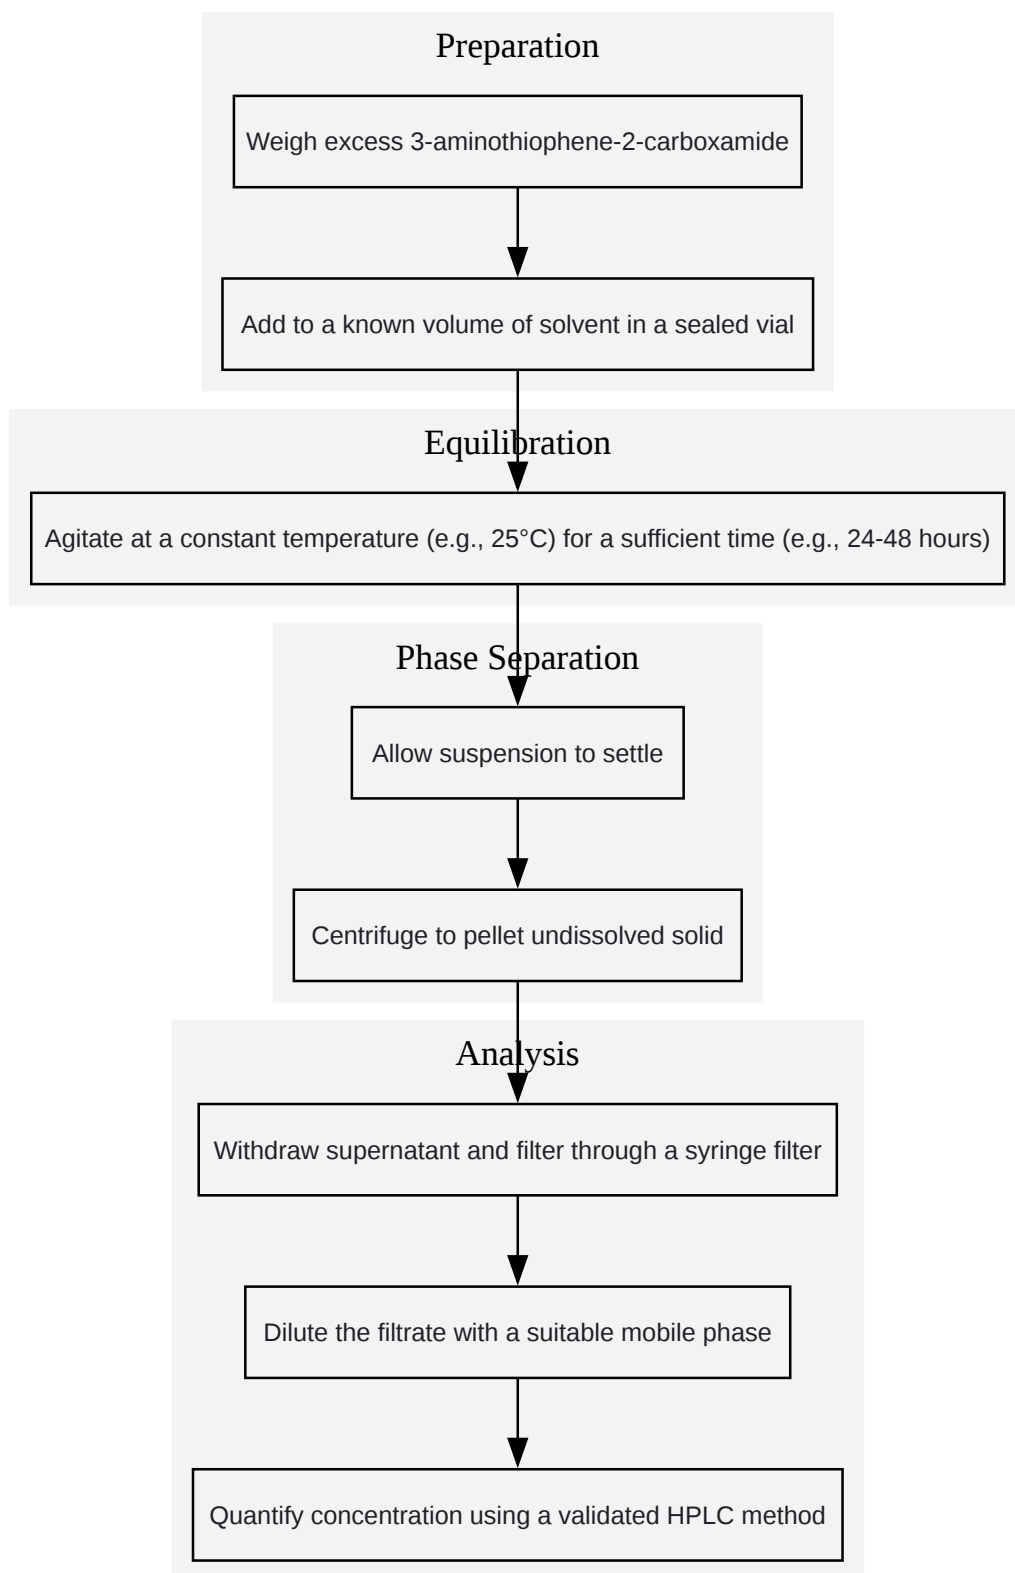 Preparation
Weigh excess 3-aminothiophene-2-carboxamide
Add to a known volume of solvent in a sealed vial
Equilibration
Agitate at a constant temperature (e.g., 25°C) for a sufficient time (e.g., 24-48 hours)
Phase Separation
Allow suspension to settle
Centrifuge to pellet undissolved solid
Analysis
Withdraw supernatant and filter through a syringe filter
Dilute the filtrate with a suitable mobile phase
Quantify concentration using a validated HPLC method